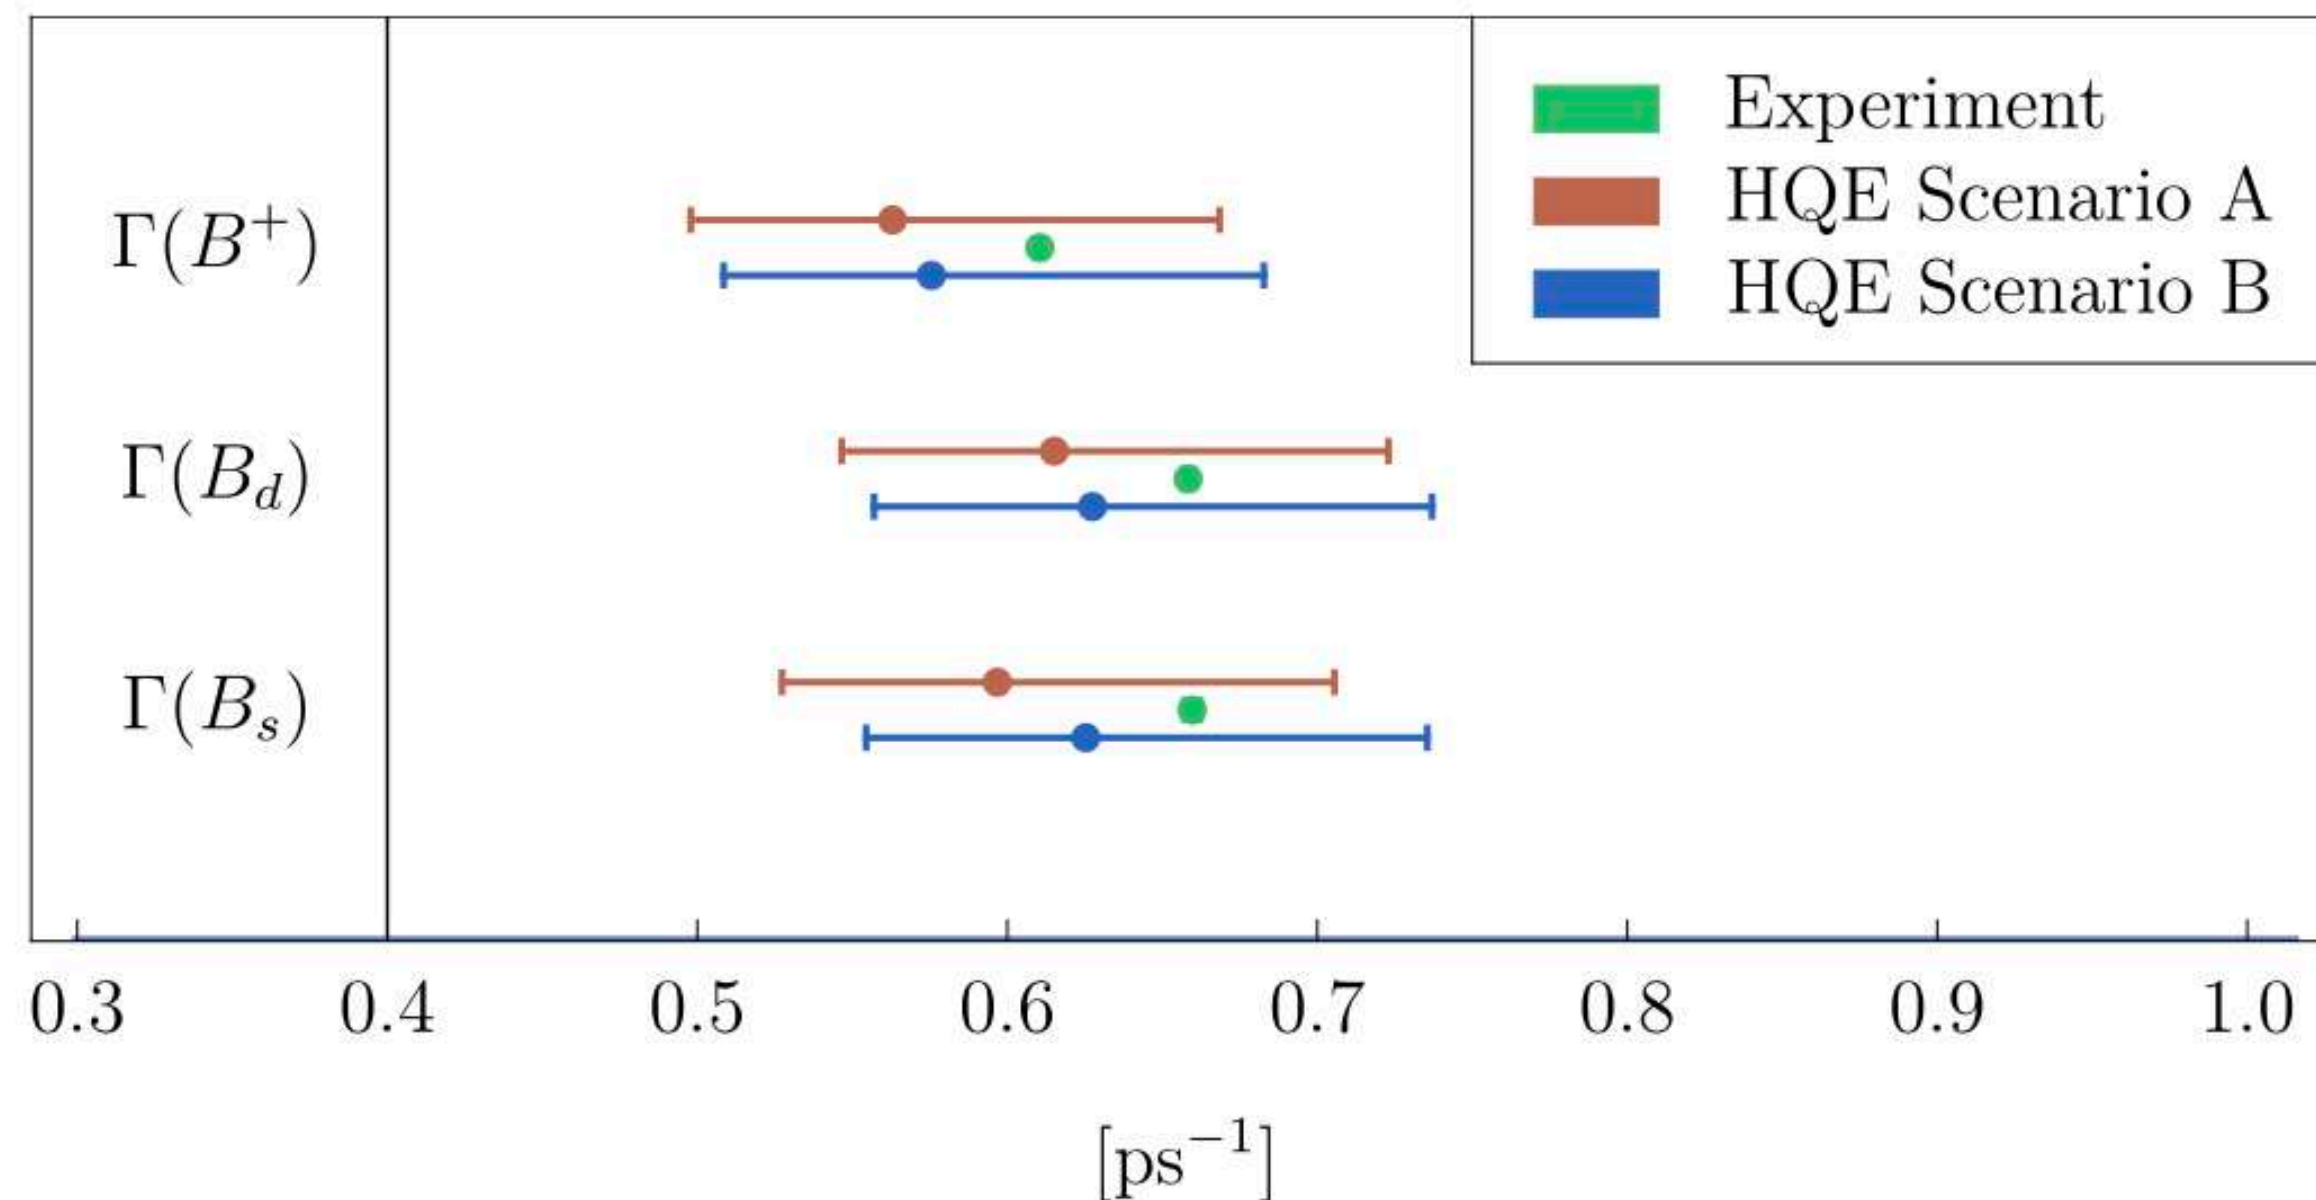 Experiment
HQE Scenario A
HQE Scenario B
Γ(B⁺)
Γ(B_d)
Γ(B_s)
0.3 0.4 0.5 0.6 0.7 0.8 0.9 1.0
[ps⁻¹]